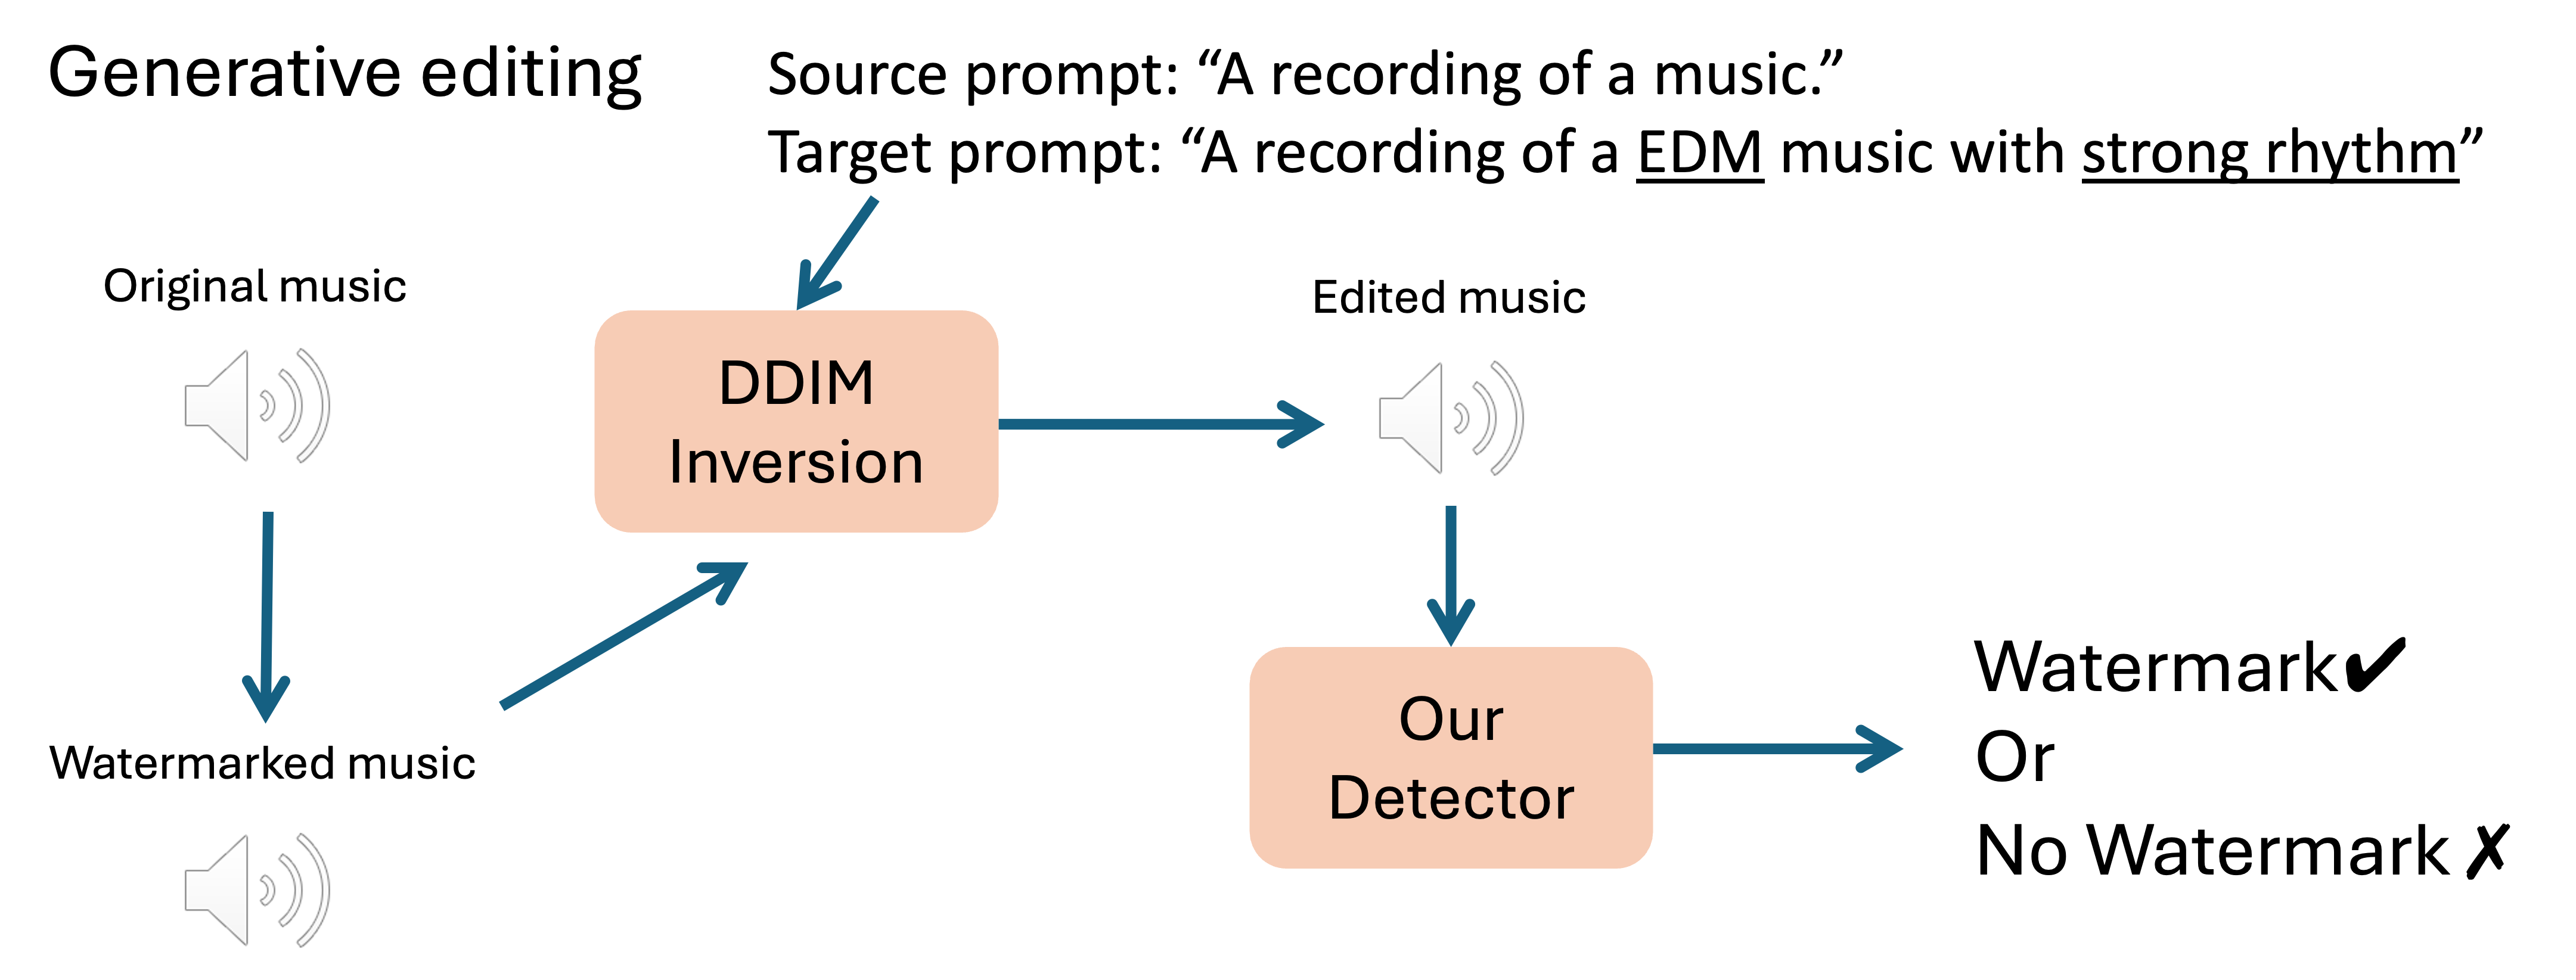 Generative editing
Source prompt: “A recording of a music.”
Target prompt: “A recording of a EDM music with strong rhythm”
Original music
Edited music
DDIM
Inversion
Watermarked music
Our
Detector
Watermark✔
Or
No Watermark ✗